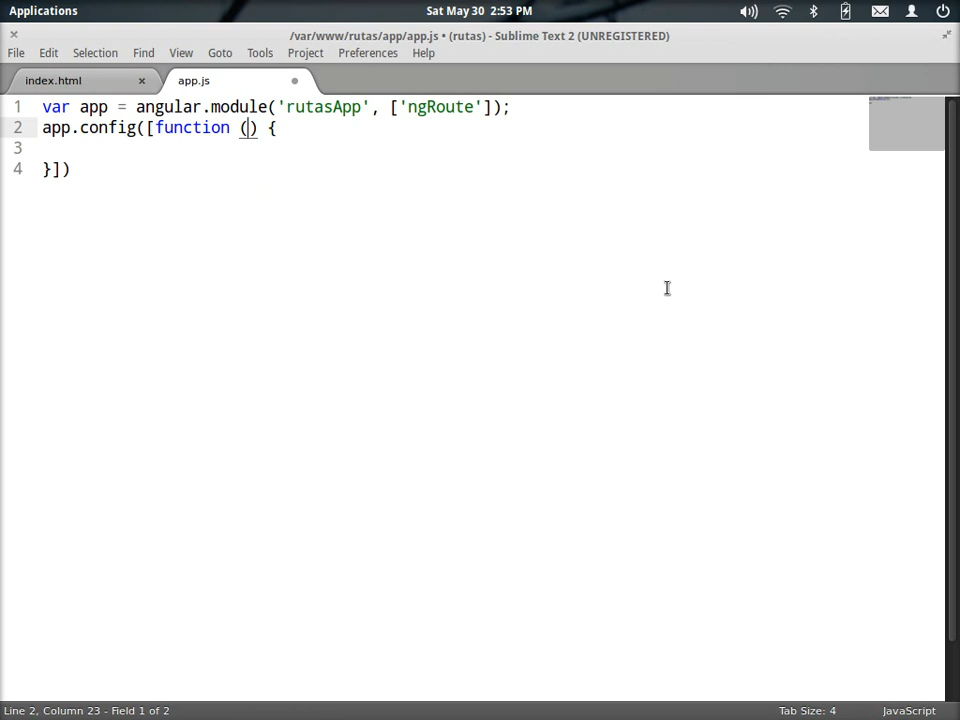 Applications
Sat May 30 2:53 PM
/var/www/rutas/app/app.js • (rutas) - Sublime Text 2 (UNREGISTERED)
File Edit Selection Find View Goto Tools Project Preferences Help
index.html
app.js
1 var app = angular.module('rutasApp', ['ngRoute']);
2 app.config([function () {
3
4 }])
Line 2, Column 23 - Field 1 of 2
Tab Size: 4
JavaScript